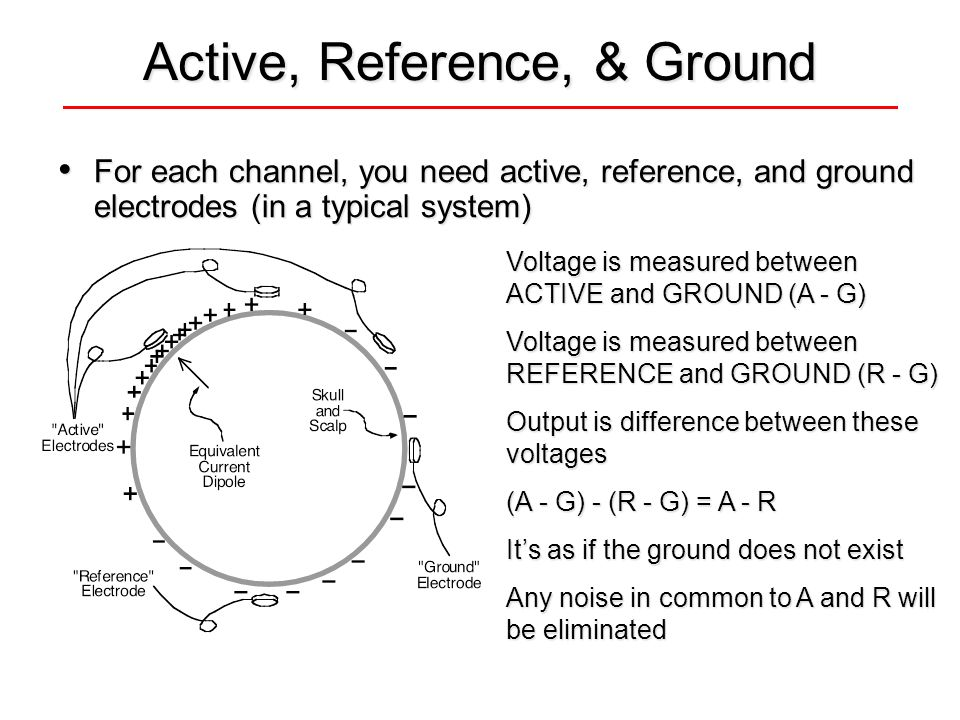 Active, Reference, & Ground
• For each channel, you need active, reference, and ground
electrodes (in a typical system)
Voltage is measured between
ACTIVE and GROUND (A - G)
Voltage is measured between
REFERENCE and GROUND (R - G)
Output is difference between these
voltages
(A - G) - (R - G) = A - R
It’s as if the ground does not exist
Any noise in common to A and R will
be eliminated
"Active"
Electrodes
Equivalent
Current
Dipole
Skull
and
Scalp
"Reference"
Electrode
"Ground"
Electrode